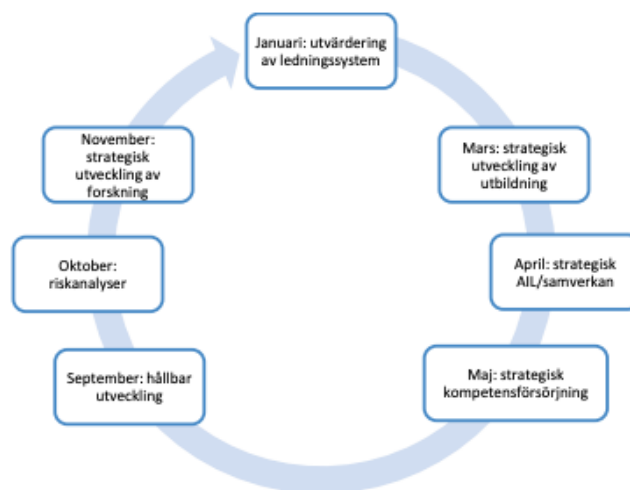 Januari: utvärdering
av ledningssystem
Mars: strategisk
utveckling av
utbildning
April: strategisk
AIL/samverkan
Maj: strategisk
kompetensförsörjning
September: hållbar
utveckling
Oktober:
riskanalyser
November:
strategisk
utveckling av
forskning